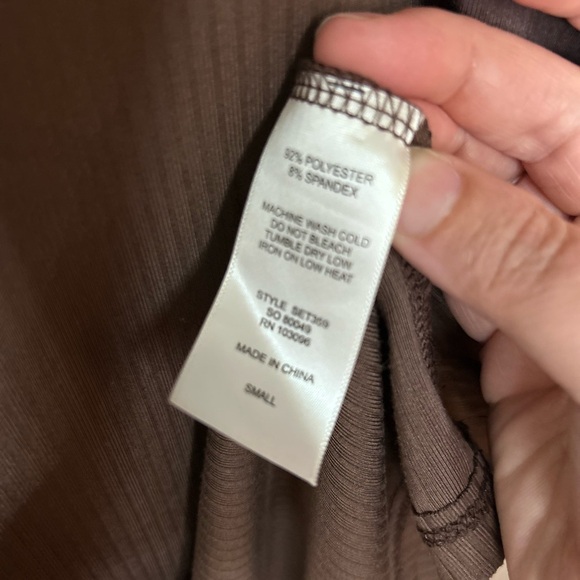 92% POLYESTER
8% SPANDEX
MACHINE WASH COLD
DO NOT BLEACH
TUMBLE DRY LOW
IRON ON LOW HEAT
STYLE SET359
SO 80049
RN 103096
MADE IN CHINA
SMALL